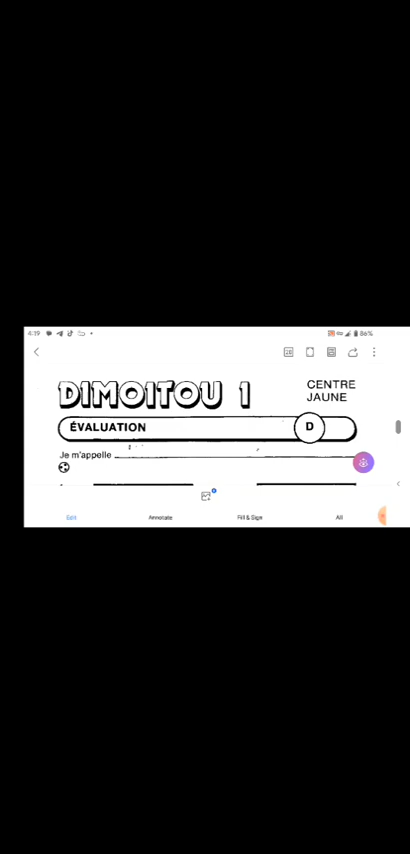 4:19
86%
DIMOITOU 1
CENTRE
JAUNE
ÉVALUATION
D
Je m'appelle
Edit
Annotate
Fill & Sign
All